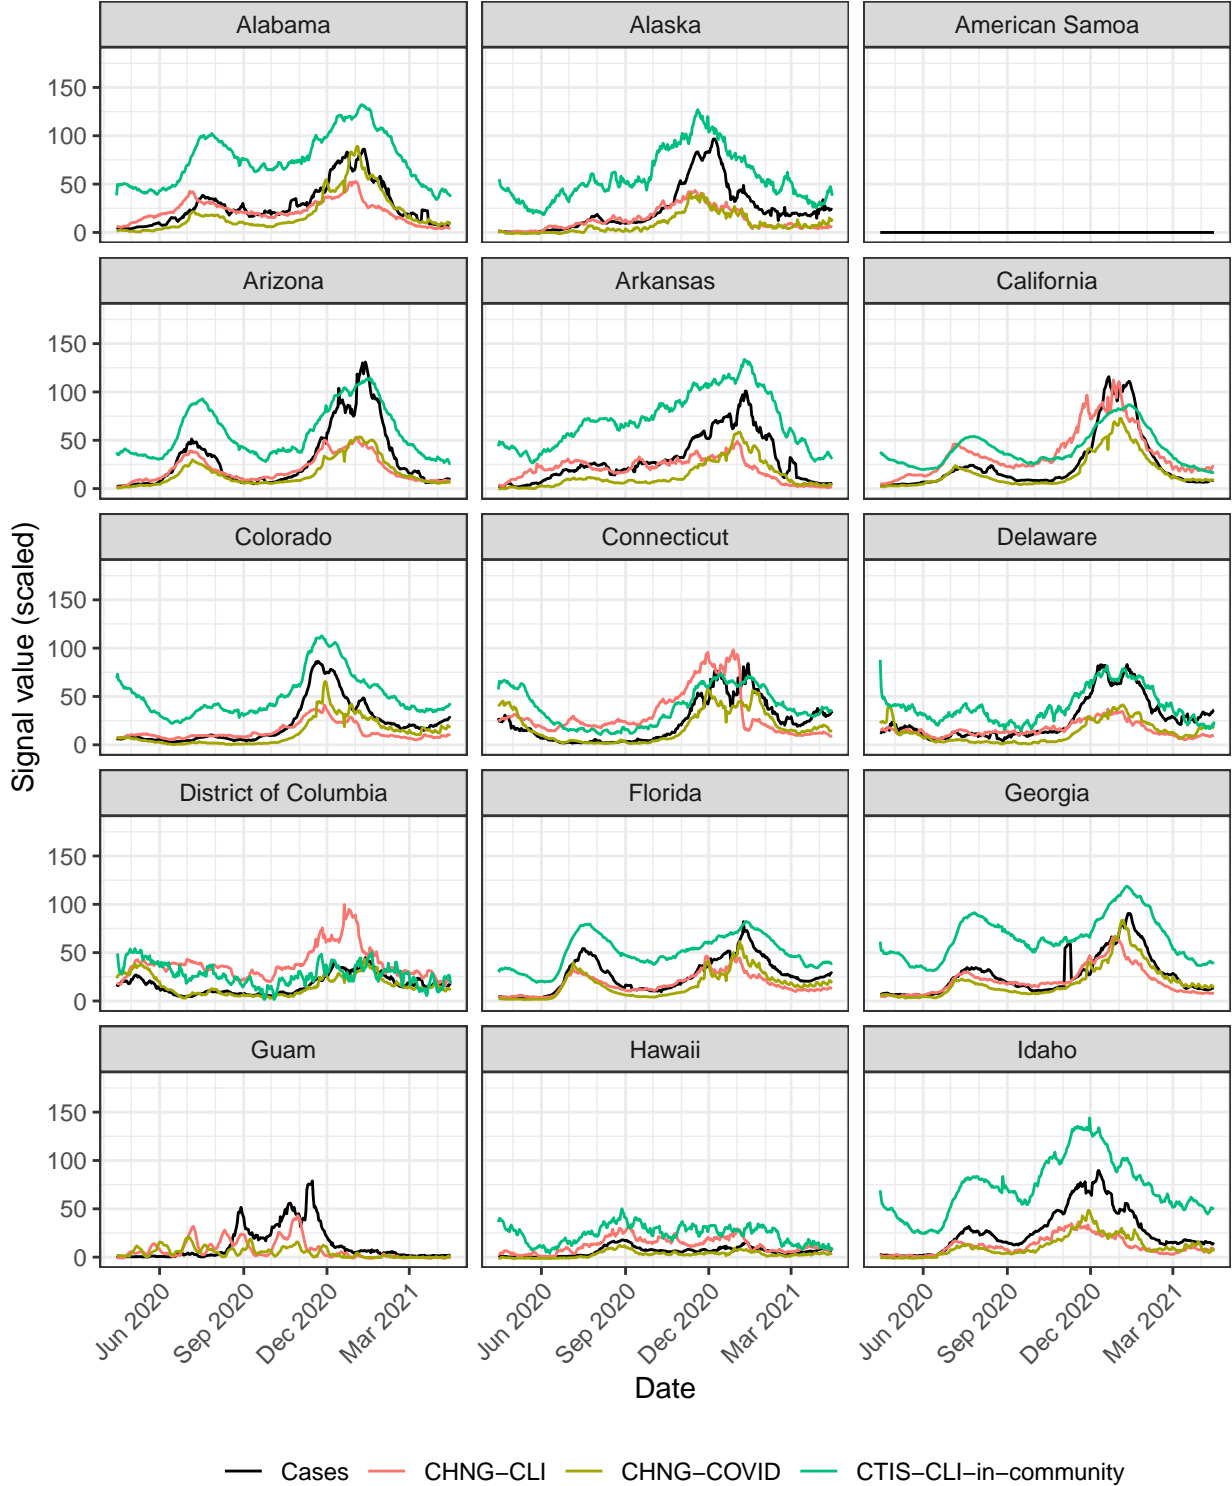 Alabama
Alaska
American Samoa
150
100
50
0
Arizona
Arkansas
California
150
100
50
0
Colorado
Connecticut
Delaware
150
100
50
0
District of Columbia
Florida
Georgia
150
100
50
0
Guam
Hawaii
Idaho
150
100
50
0
Signal value (scaled)
Jun 2020
Sep 2020
Dec 2020
Mar 2021
Jun 2020
Sep 2020
Dec 2020
Mar 2021
Jun 2020
Sep 2020
Dec 2020
Mar 2021
Date
Cases CHNG−CLI CHNG−COVID CTIS−CLI−in−community